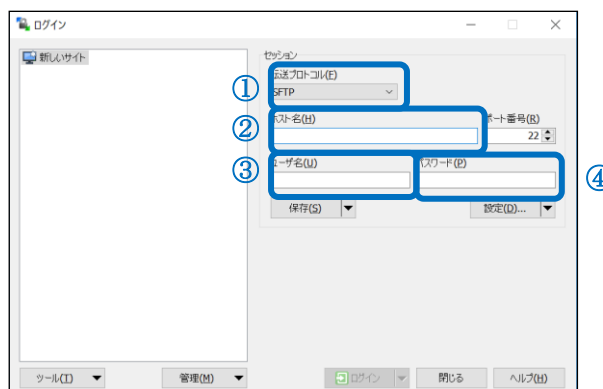 ログイン
新しいサイト
セッション
① 伝送プロトコル(F)
SFTP
② ホスト名(H) ポート番号(R)
22
③ ユーザ名(U) パスワード(P) ④
保存(S) 設定(D)...
ツール(T) 管理(M) ログイン 閉じる ヘルプ(H)